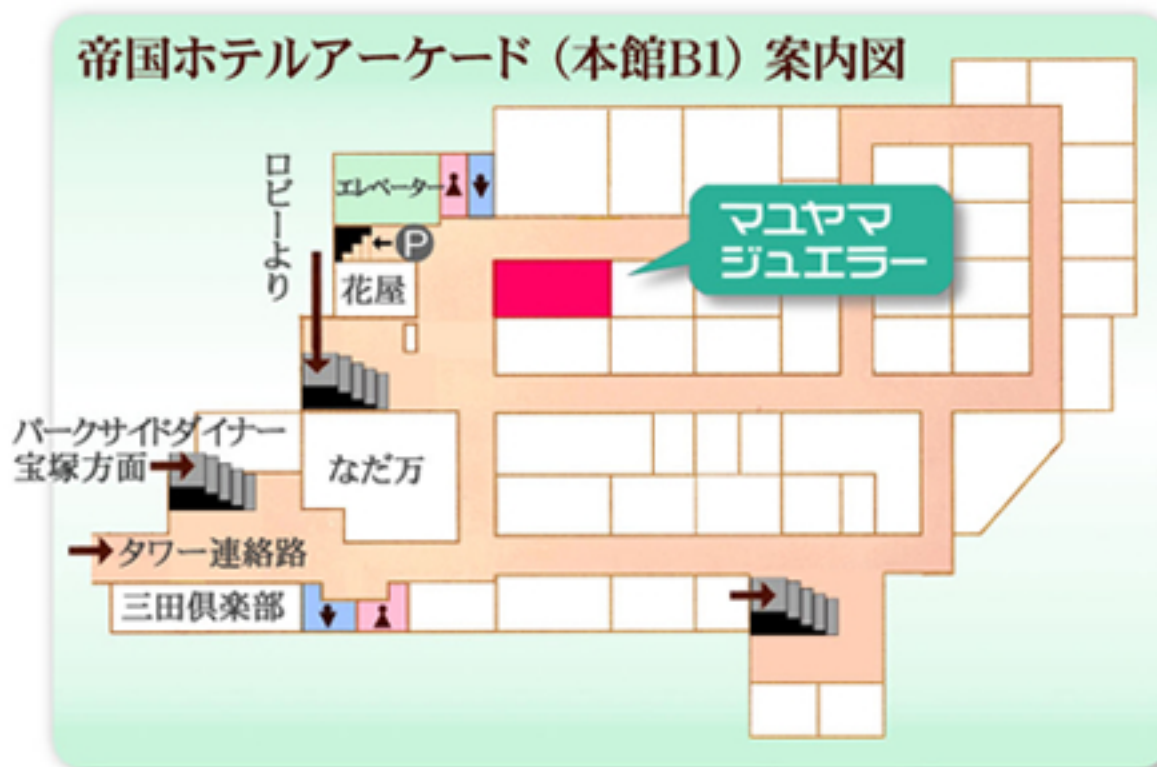 帝国ホテルアーケード（本館B1）案内図
ロビーより
エレベーター
P
花屋
マユヤマ
ジュエラー
パークサイドダイナー
宝塚方面
なだ万
タワー連絡路
三田倶楽部